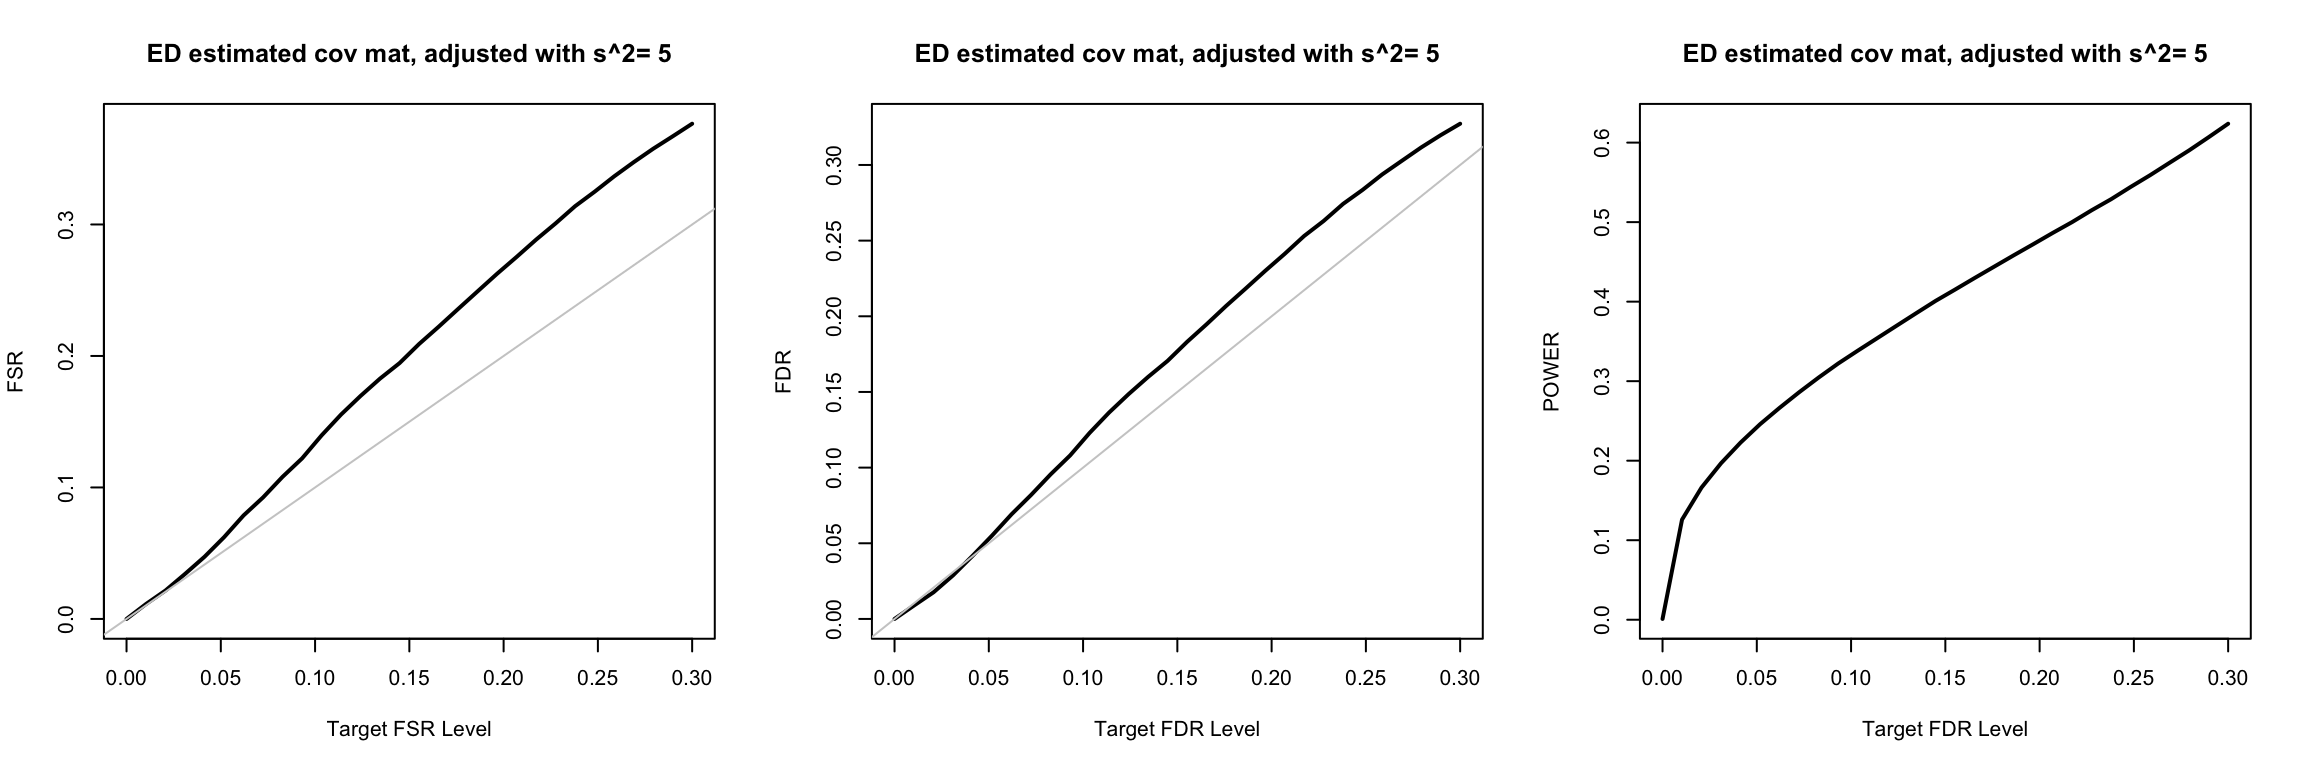 ED estimated cov mat, adjusted with s^2= 5
FSR
0.3
0.2
0.1
0.0
0.00 0.05 0.10 0.15 0.20 0.25 0.30
Target FSR Level
ED estimated cov mat, adjusted with s^2= 5
FDR
0.30
0.25
0.20
0.15
0.10
0.05
0.00
0.00 0.05 0.10 0.15 0.20 0.25 0.30
Target FDR Level
ED estimated cov mat, adjusted with s^2= 5
POWER
0.6
0.5
0.4
0.3
0.2
0.1
0.0
0.00 0.05 0.10 0.15 0.20 0.25 0.30
Target FDR Level